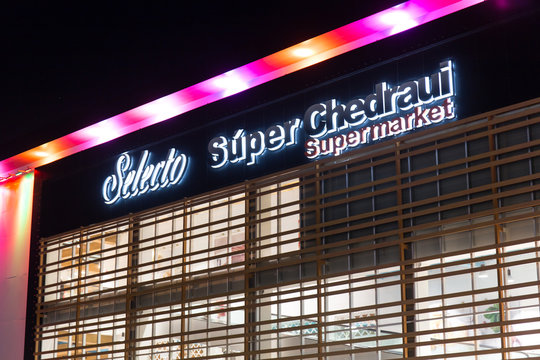 Selecto Súper Chedraui
Supermarket